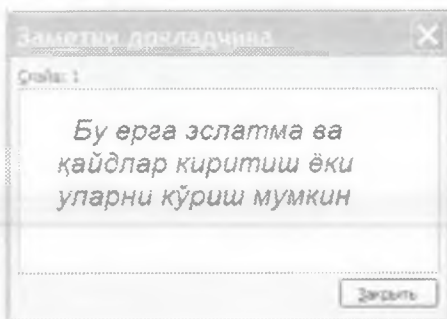 Заметки докладчика
Слайд: 1
Бу ерга эслатма ва
қайдлар киритиш ёки
уларни кўриш мумкин
Закрыть